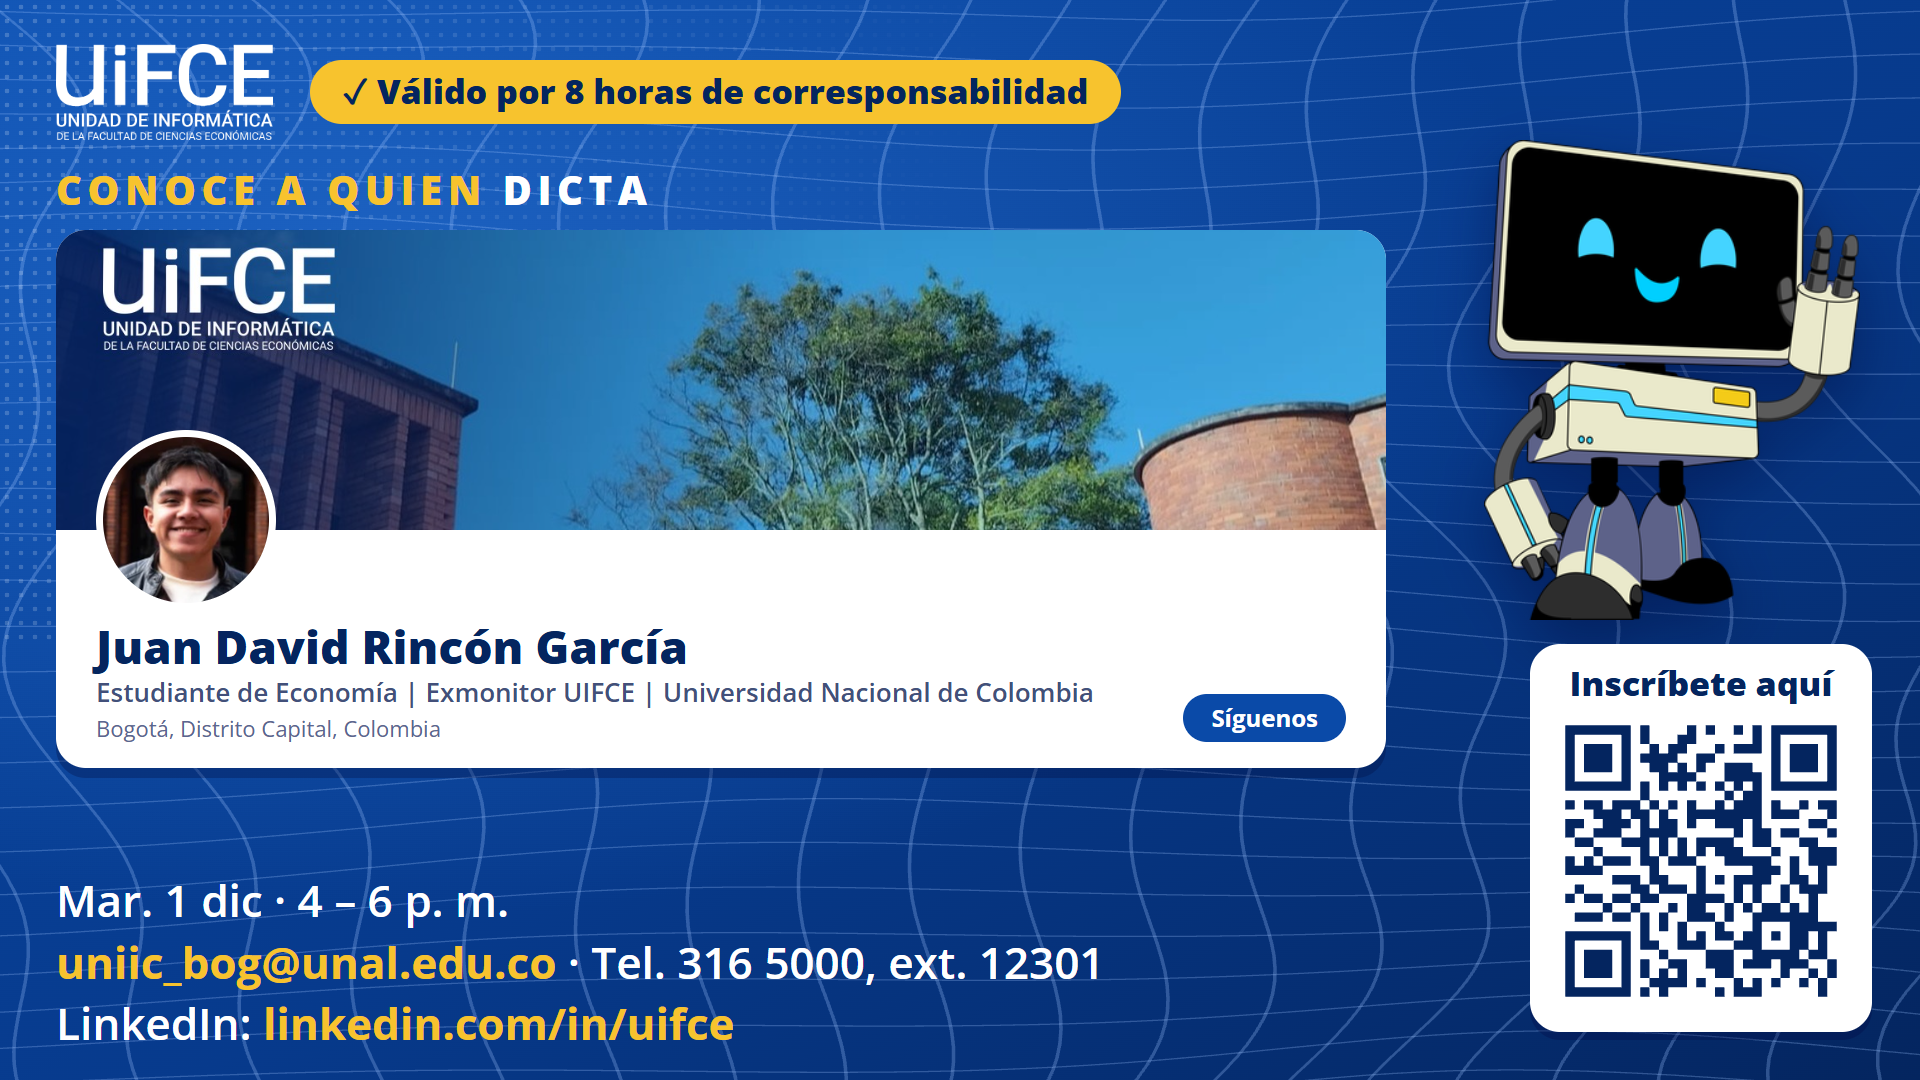 UiFCE
UNIDAD DE INFORMÁTICA
DE LA FACULTAD DE CIENCIAS ECONÓMICAS
✓ Válido por 8 horas de corresponsabilidad
CONOCE A QUIEN DICTA
UiFCE
UNIDAD DE INFORMÁTICA
DE LA FACULTAD DE CIENCIAS ECONÓMICAS
Juan David Rincón García
Estudiante de Economía | Exmonitor UIFCE | Universidad Nacional de Colombia
Bogotá, Distrito Capital, Colombia
Síguenos
Inscríbete aquí
Mar. 1 dic · 4 – 6 p. m.
uniic_bog@unal.edu.co · Tel. 316 5000, ext. 12301
LinkedIn: linkedin.com/in/uifce